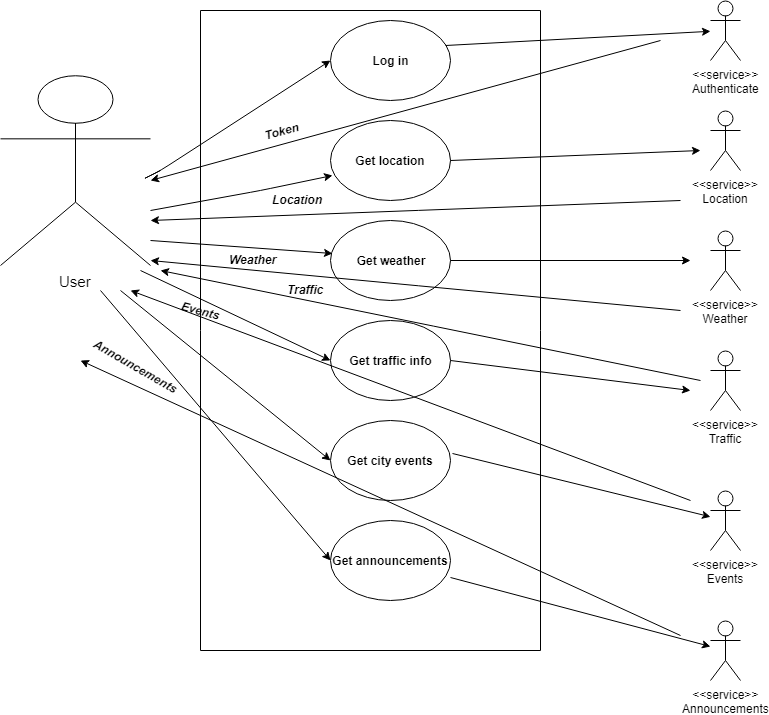 Log in
<<service>>
Authenticate
Token
Get location
<<service>>
Location
Location
Get weather
Weather
<<service>>
Weather
User
Traffic
Events
Announcements
Get traffic info
<<service>>
Traffic
Get city events
<<service>>
Events
Get announcements
<<service>>
Announcements